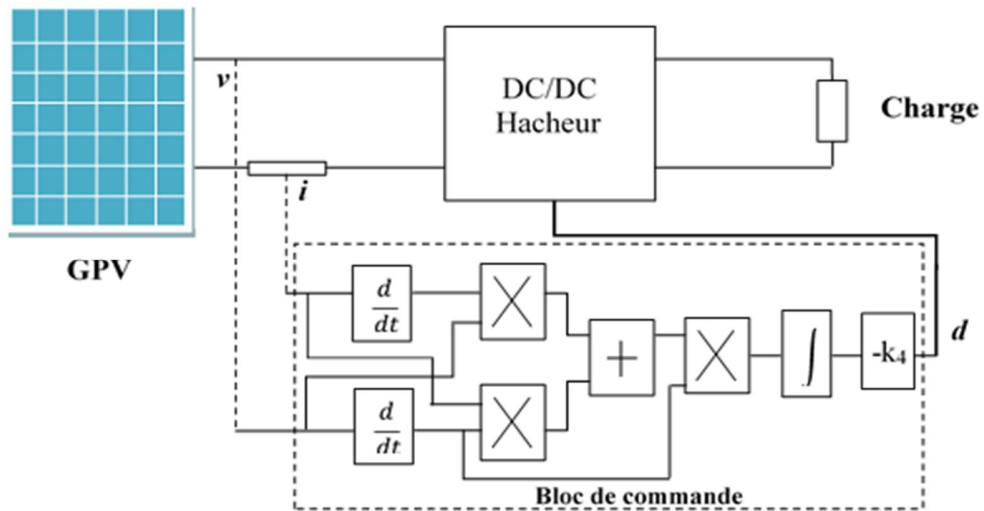 v
DC/DC
Hacheur
Charge
i
GPV
d
dt
×
+
×
∫
-k₄
d
d
dt
×
Bloc de commande